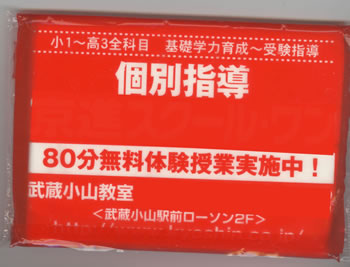 小1～高3全科目 基礎学力育成～受験指導
個別指導
80分無料体験授業実施中！
武蔵小山教室
＜武蔵小山駅前ローソン2F＞